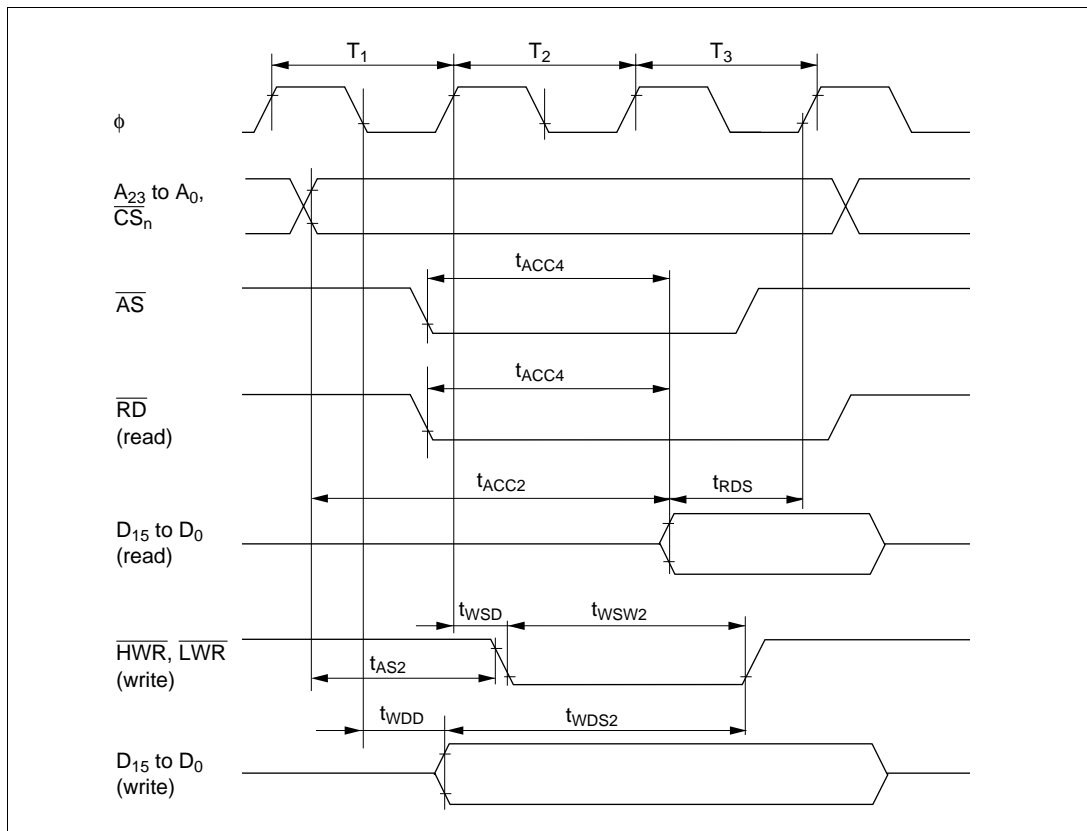 T1 T2 T3
ϕ
A23 to A0,
CSn
tACC4
AS
tACC4
RD
(read)
tACC2 tRDS
D15 to D0
(read)
tWSD tWSW2
HWR, LWR
(write)
tAS2
tWDD tWDS2
D15 to D0
(write)